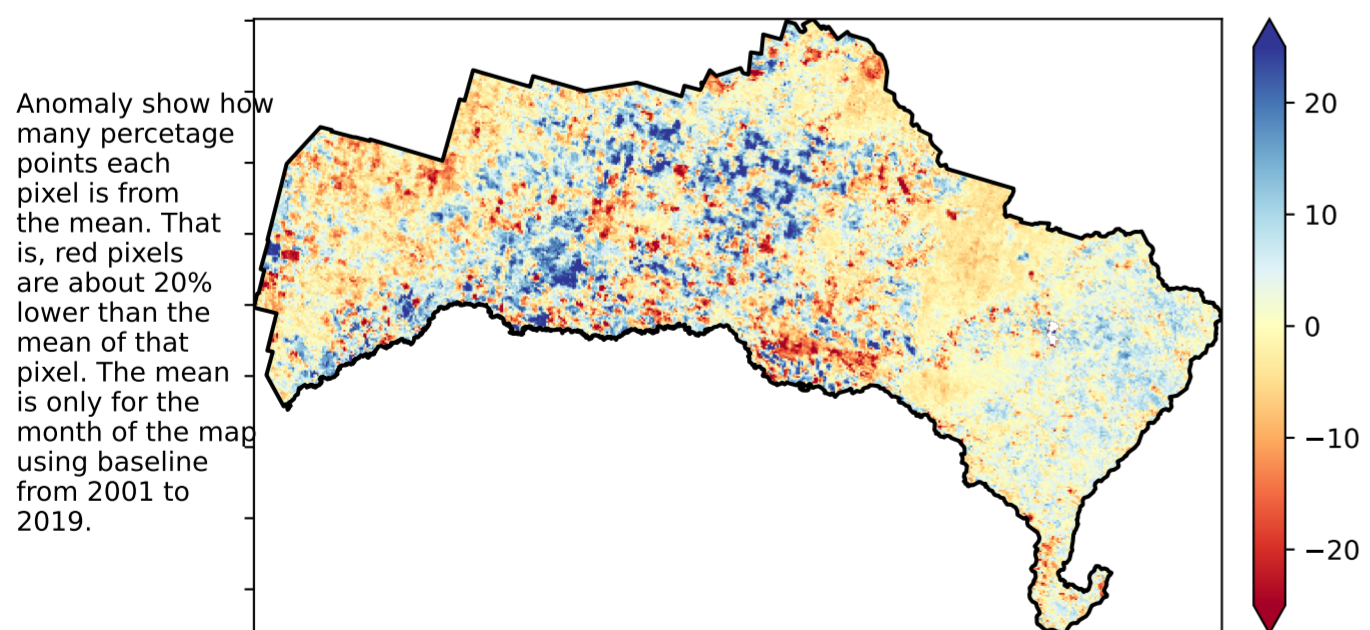 Anomaly show how
many percetage
points each
pixel is from
the mean. That
is, red pixels
are about 20%
lower than the
mean of that
pixel. The mean
is only for the
month of the map
using baseline
from 2001 to
2019.
20
10
0
−10
−20